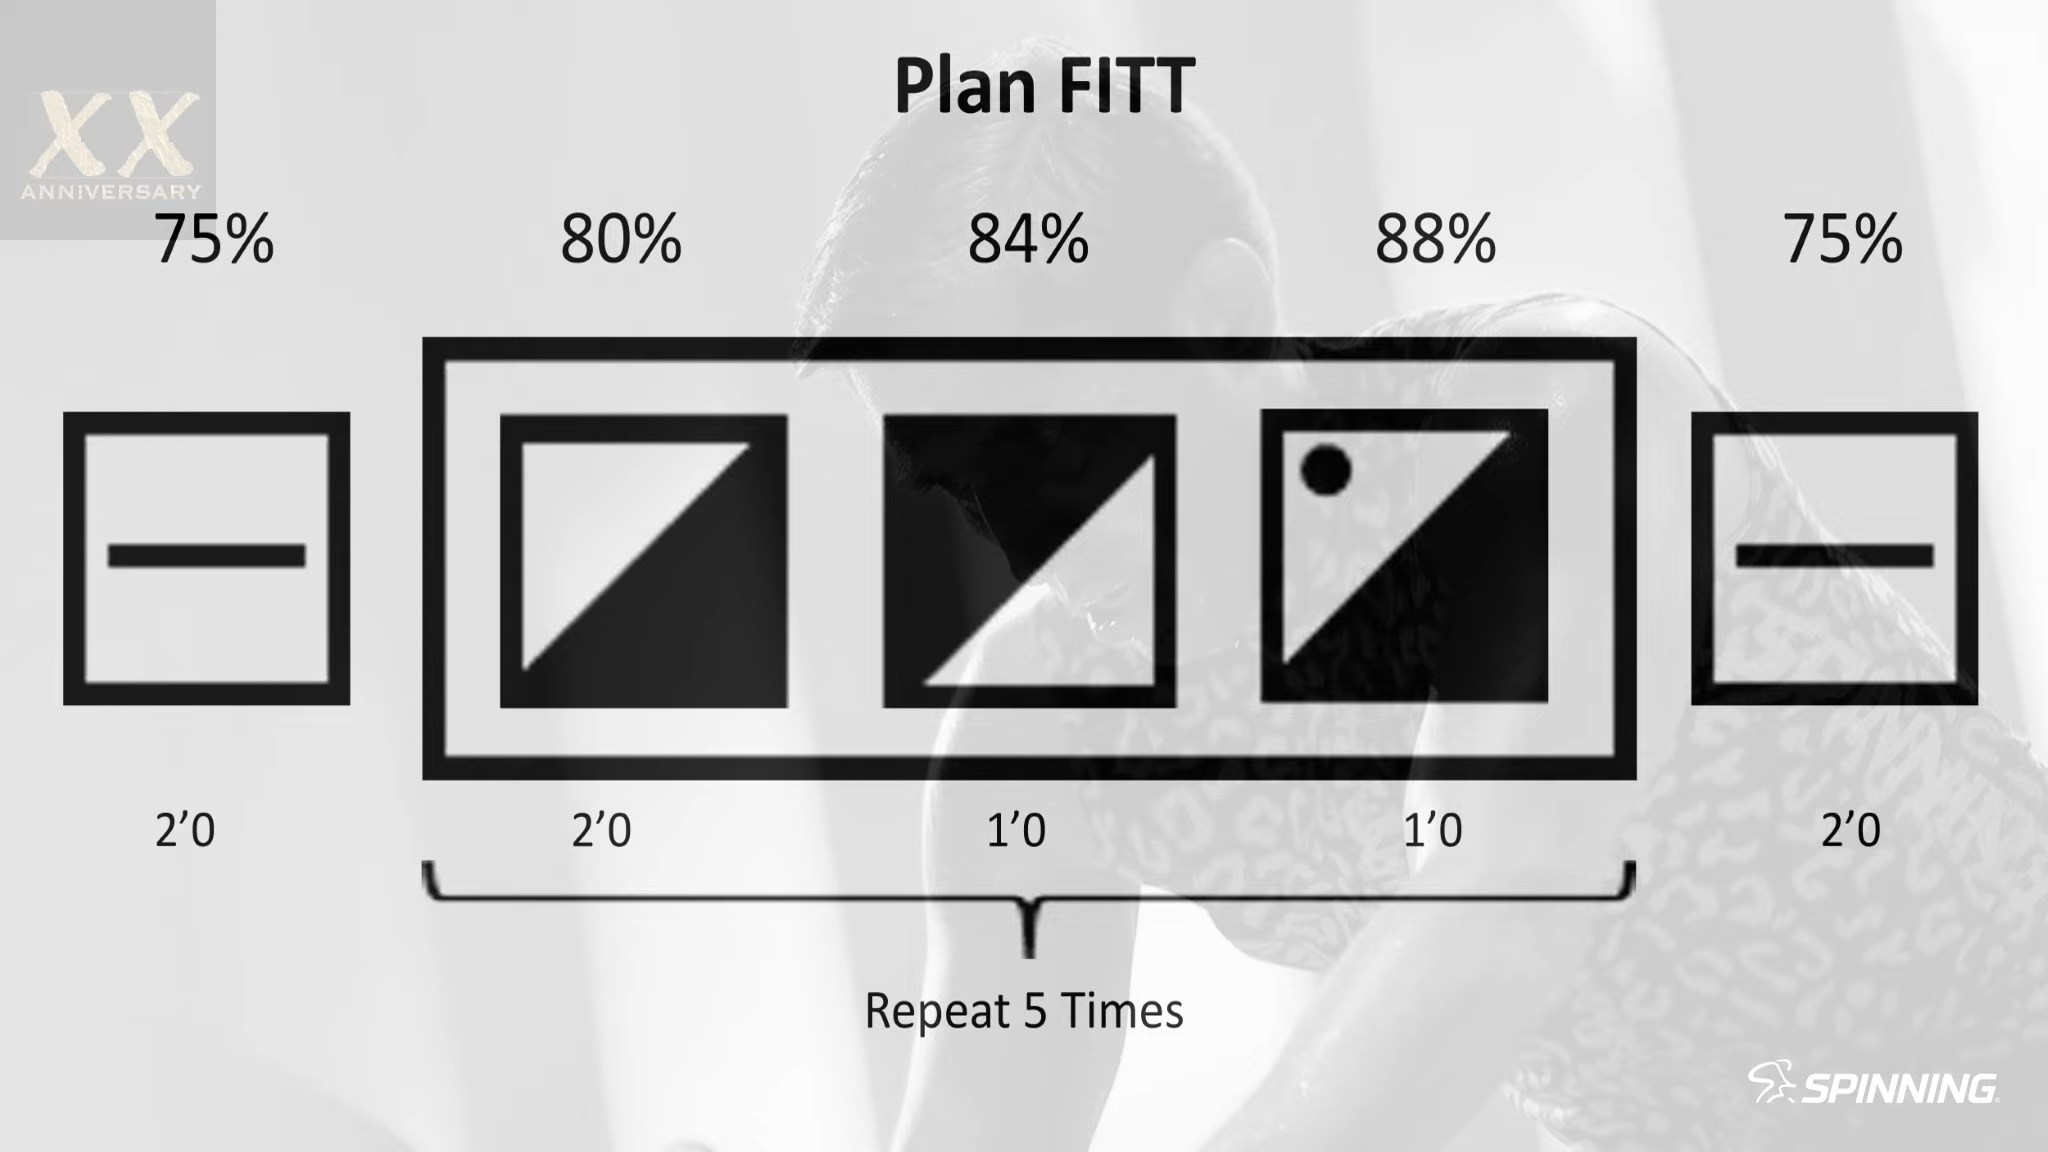 Plan FITT
XX
ANNIVERSARY
75% 80% 84% 88% 75%
2’0 2’0 1’0 1’0 2’0
Repeat 5 Times
SPINNING®